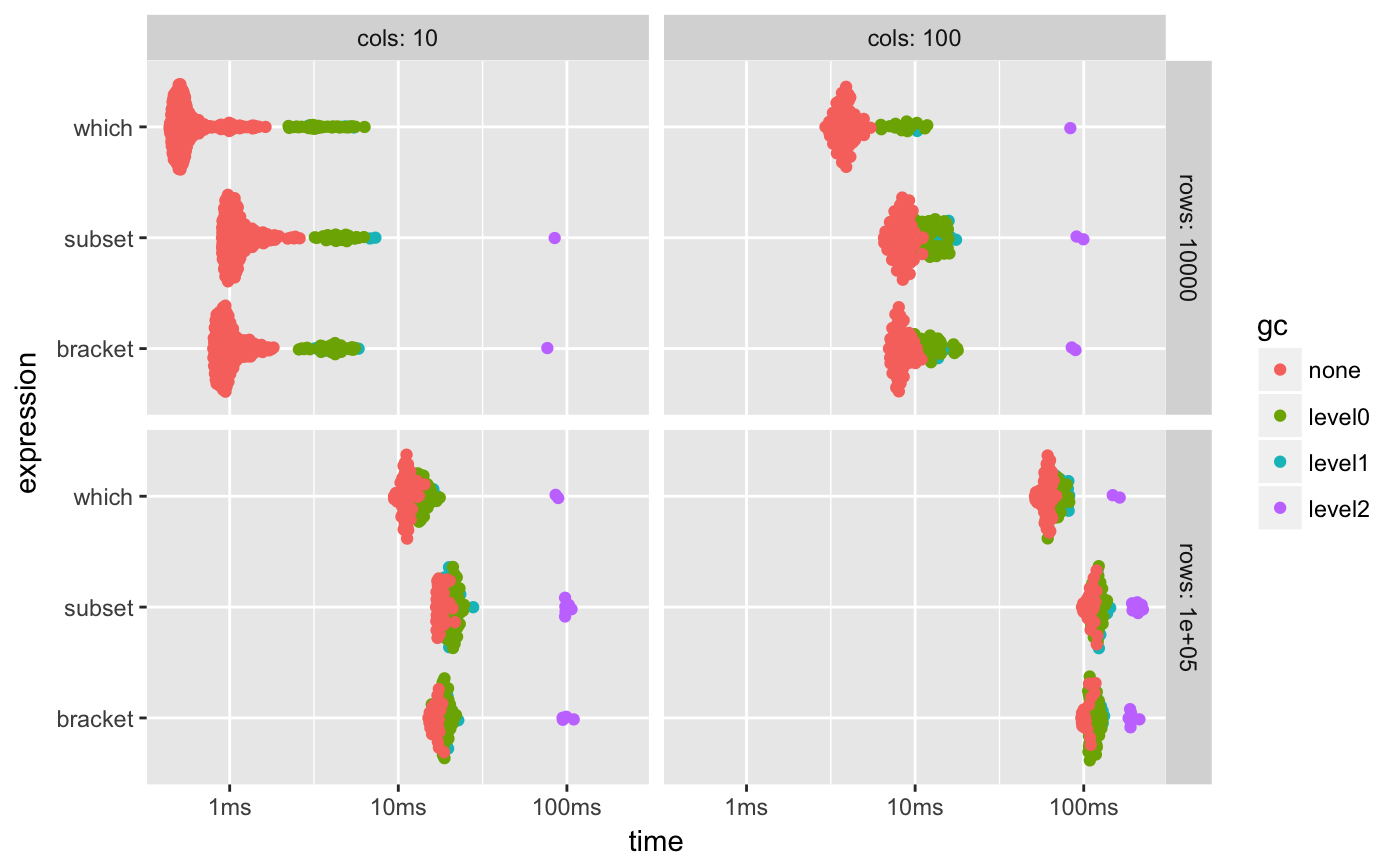 cols: 10
cols: 100
which
subset
bracket
rows: 10000
which
subset
bracket
rows: 1e+05
1ms
10ms
100ms
1ms
10ms
100ms
time
expression
gc
none
level0
level1
level2